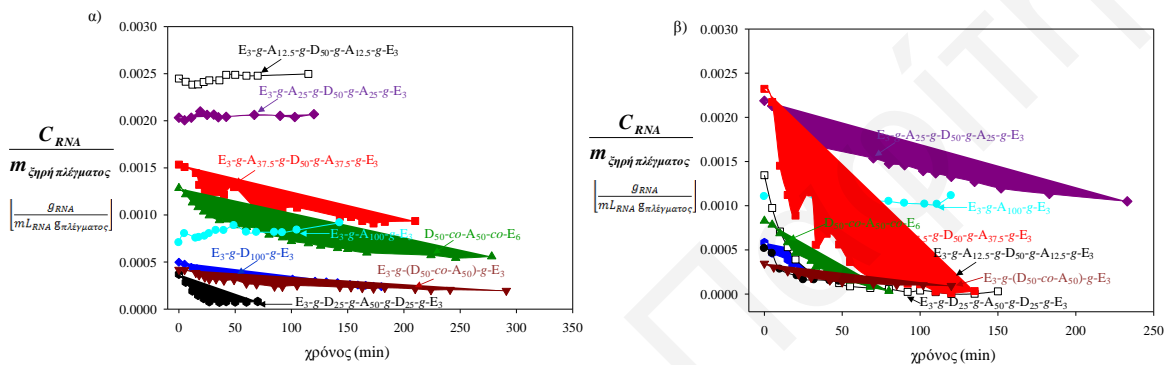 α)
0.0030
0.0025
0.0020
0.0015
0.0010
0.0005
0.0000
C_RNA
m_ξηρή πλέγματος
g_RNA
mL_RNA g_πλέγματος
E3-g-A12.5-g-D50-g-A12.5-g-E3
E3-g-A25-g-D50-g-A25-g-E3
E3-g-A37.5-g-D50-g-A37.5-g-E3
E3-g-A100-g-E3
D50-co-A50-co-E6
E3-g-D100-g-E3
E3-g-(D50-co-A50)-g-E3
E3-g-D25-g-A50-g-D25-g-E3
0 50 100 150 200 250 300 350
χρόνος (min)
β)
0.0030
0.0025
0.0020
0.0015
0.0010
0.0005
0.0000
C_RNA
m_ξηρή πλέγματος
g_RNA
mL_RNA g_πλέγματος
E3-g-A25-g-D50-g-A25-g-E3
E3-g-A100-g-E3
.5-g-D50-g-A37.5-g-E3
E3-g-A12.5-g-D50-g-A12.5-g-E3
E3-g-(D50-co-A50)-g-E3
E3-g-D25-g-A50-g-D25-g-E3
0 50 100 150 200 250
χρόνος (min)